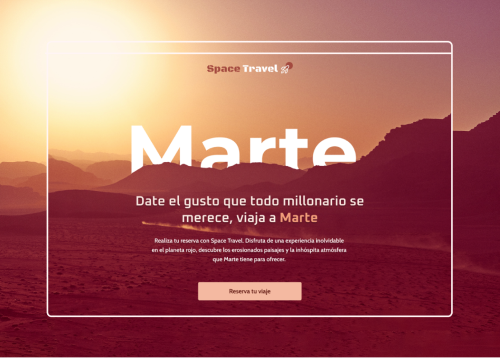 Space Travel
Marte
Date el gusto que todo millonario se
merece, viaja a Marte
Realiza tu reserva con Space Travel. Disfruta de una experiencia inolvidable
en el planeta rojo, descubre los erosionados paisajes y la inhóspita atmósfera
que Marte tiene para ofrecer.
Reserva tu viaje